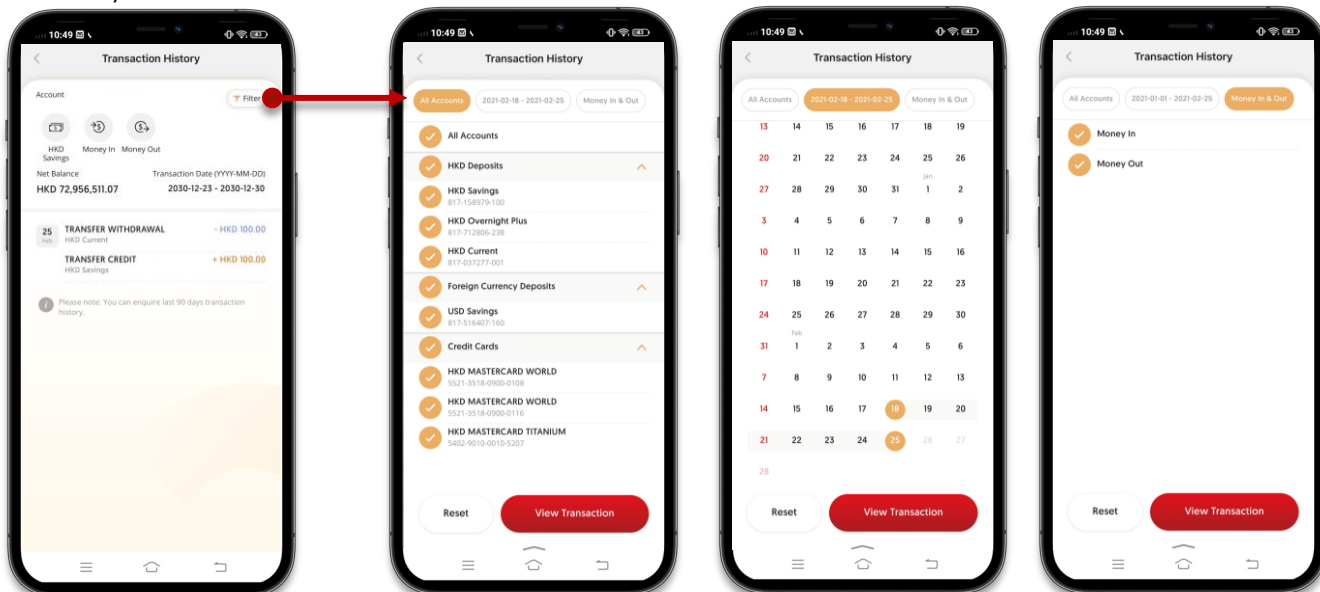 10:49
Transaction History
Account
Filter
HKD Savings
Money In
Money Out
Net Balance
Transaction Date (YYYY-MM-DD)
HKD 72,956,511.07
2030-12-23 - 2030-12-30
25 TRANSFER WITHDRAWAL - HKD 100.00
Feb HKD Current
TRANSFER CREDIT + HKD 100.00
HKD Savings
Please note: You can enquire last 90 days transaction
history.
10:49
Transaction History
All Accounts 2021-02-18 - 2021-02-25 Money In & Out
All Accounts
HKD Deposits
HKD Savings
817-158979-100
HKD Overnight Plus
817-712806-238
HKD Current
817-037277-001
Foreign Currency Deposits
USD Savings
817-516407-160
Credit Cards
HKD MASTERCARD WORLD
5521-3518-0900-0108
HKD MASTERCARD WORLD
5521-3518-0900-0116
HKD MASTERCARD TITANIUM
5402-9010-0010-5207
Reset View Transaction
10:49
Transaction History
All Accounts 2021-02-18 - 2021-02-25 Money In & Out
13 14 15 16 17 18 19
20 21 22 23 24 25 26
Jan
27 28 29 30 31 1 2
3 4 5 6 7 8 9
10 11 12 13 14 15 16
17 18 19 20 21 22 23
24 25 26 27 28 29 30
Feb
31 1 2 3 4 5 6
7 8 9 10 11 12 13
14 15 16 17 18 19 20
21 22 23 24 25 26 27
28
Reset View Transaction
10:49
Transaction History
All Accounts 2021-01-01 - 2021-02-25 Money In & Out
Money In
Money Out
Reset View Transaction